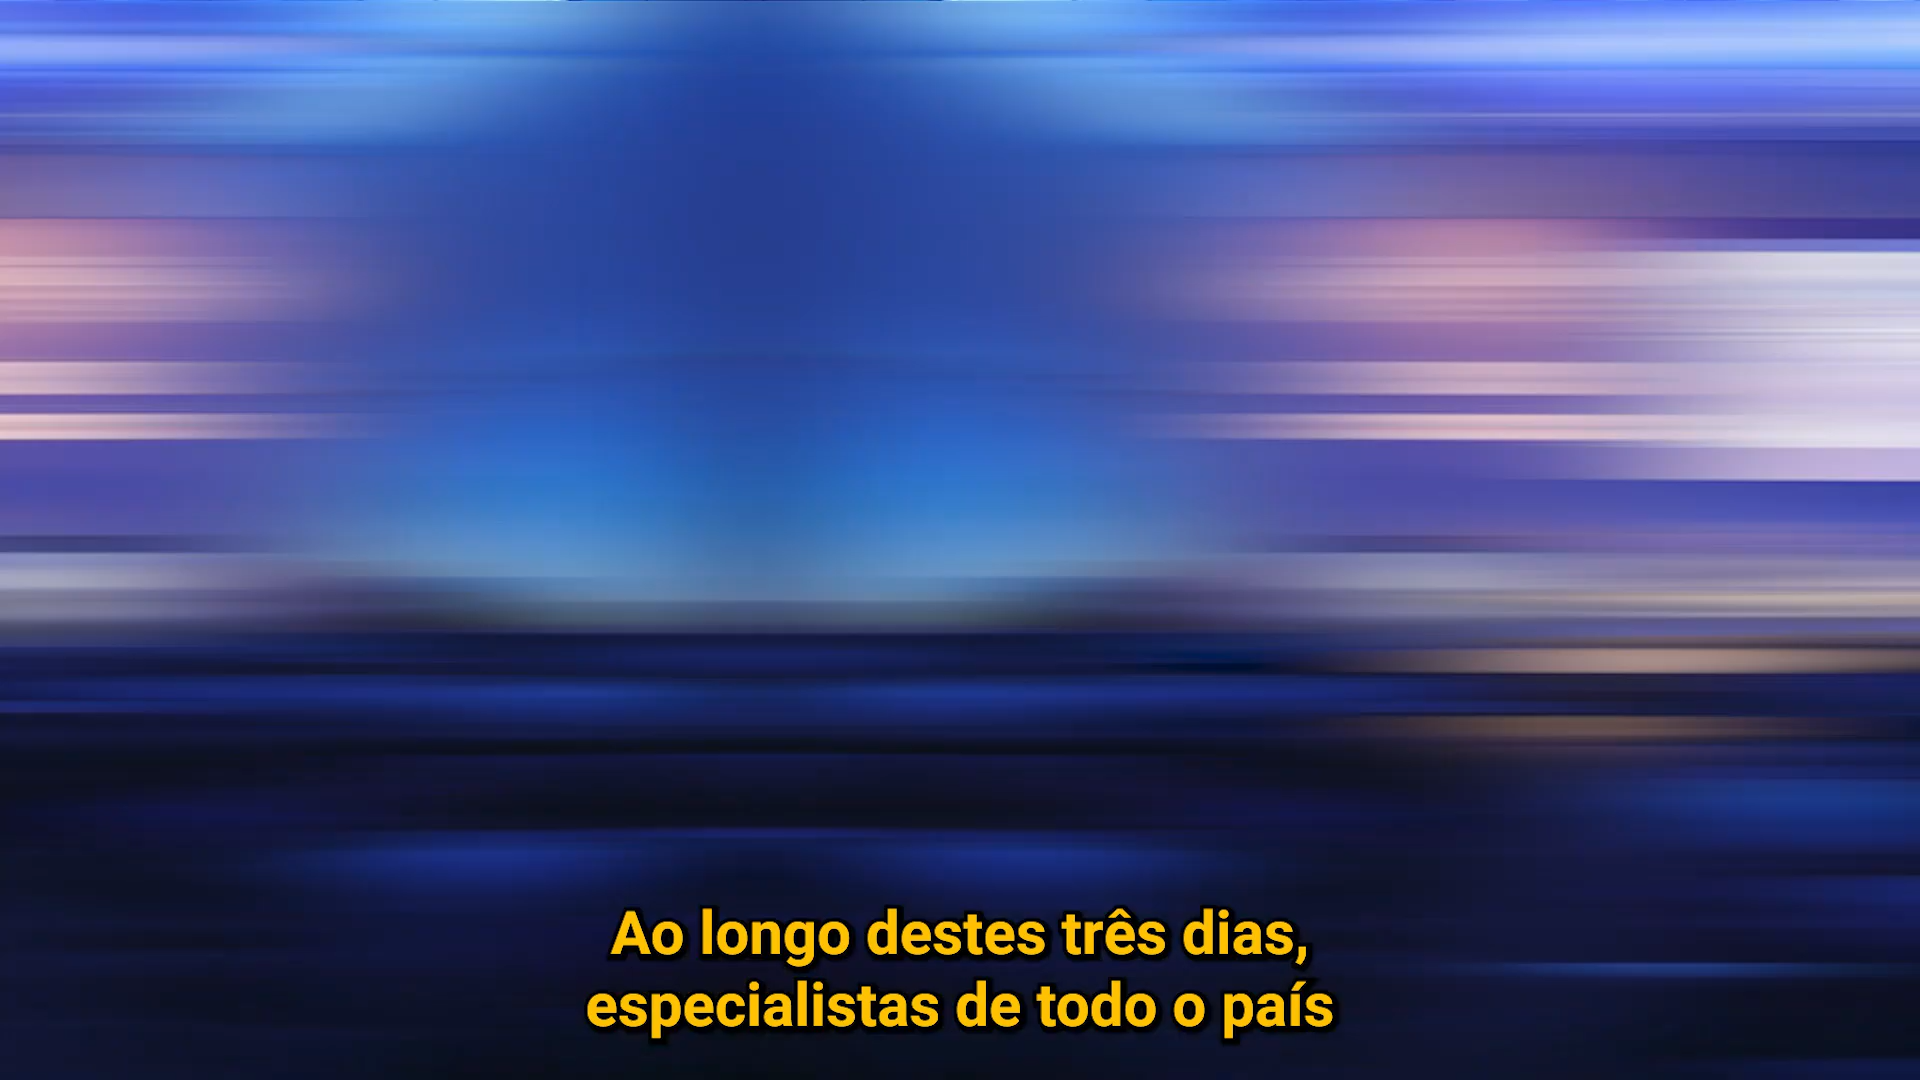 Ao longo destes três dias,
especialistas de todo o país